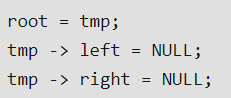 root = tmp;
tmp -> left = NULL;
tmp -> right = NULL;